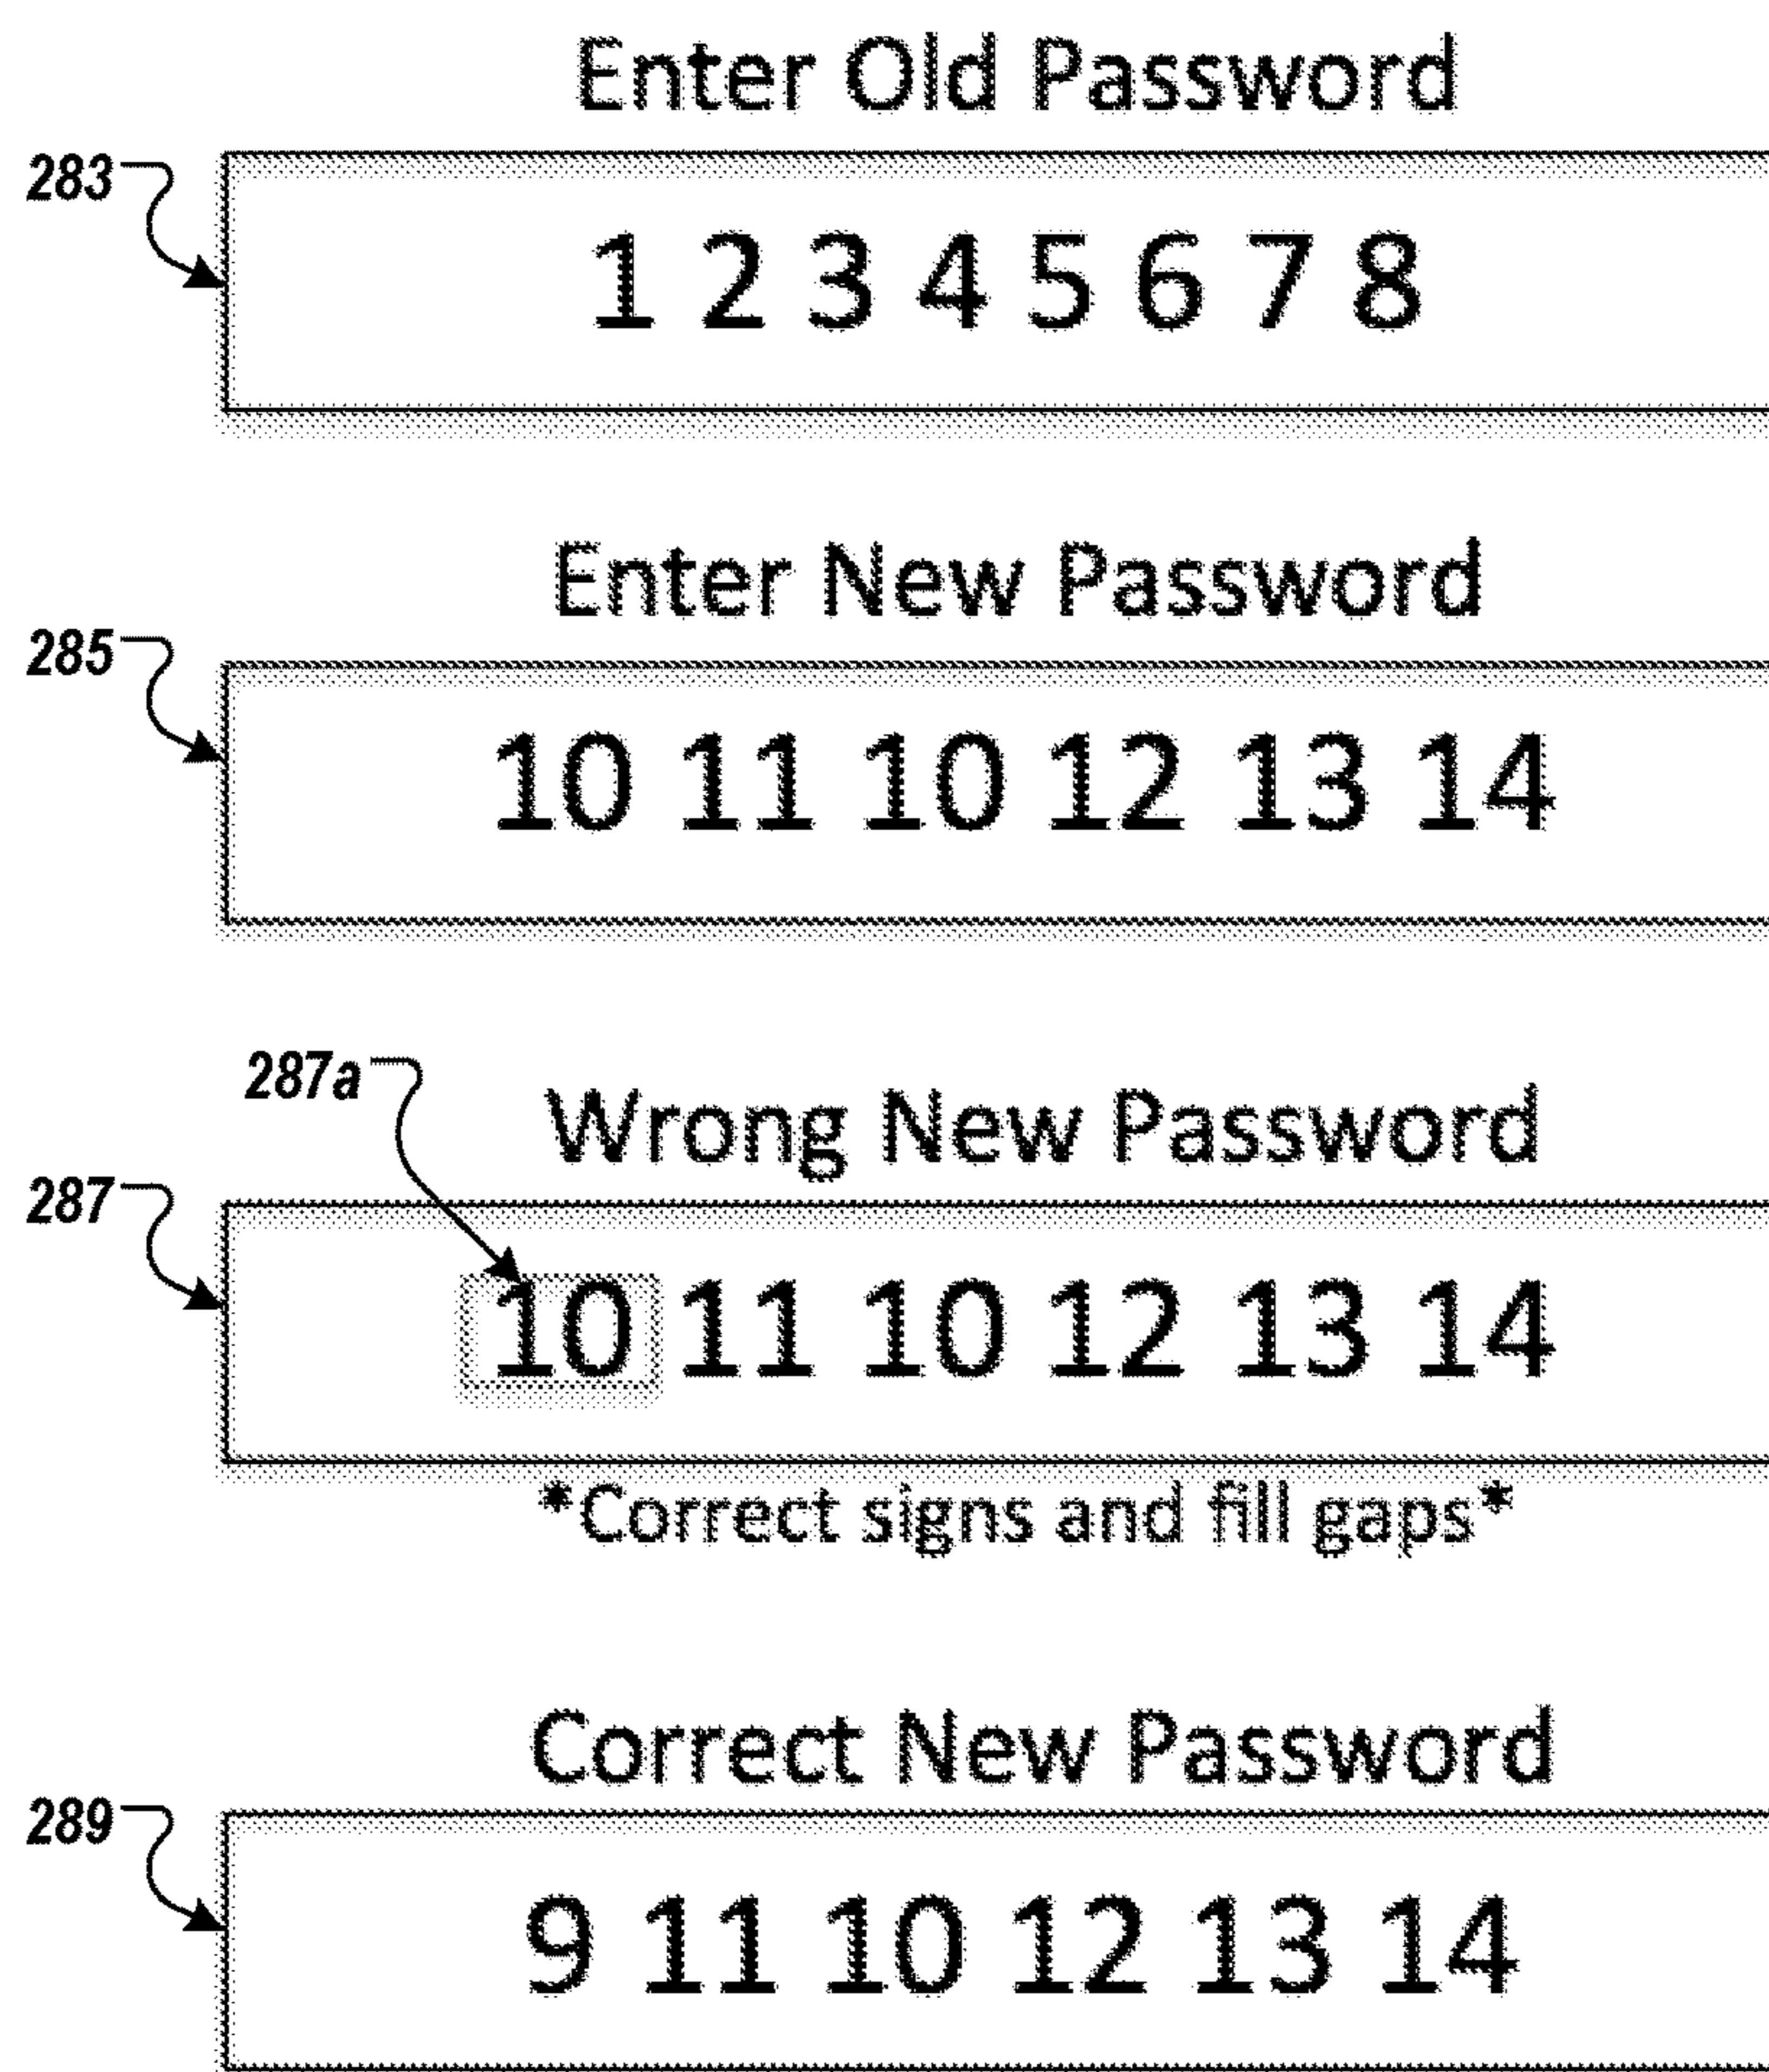 Enter Old Password
283
1 2 3 4 5 6 7 8
Enter New Password
285
10 11 10 12 13 14
287a
Wrong New Password
287
10 11 10 12 13 14
*Correct signs and fill gaps*
Correct New Password
289
9 11 10 12 13 14